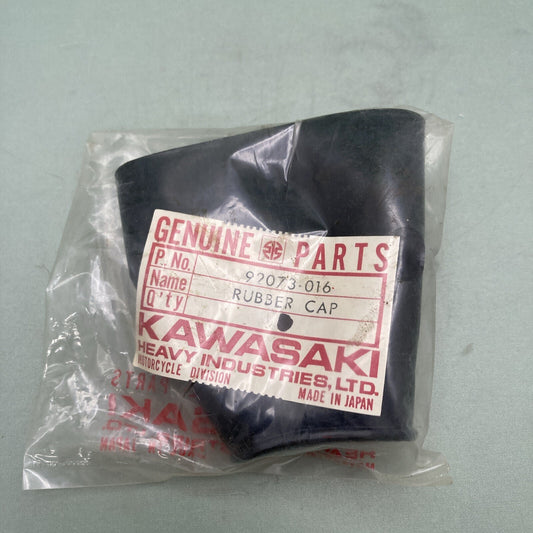 GENUINE PARTS
P. No. 92073-016
Name RUBBER CAP
Q'ty
KAWASAKI
HEAVY INDUSTRIES, LTD.
MOTORCYCLE DIVISION MADE IN JAPAN